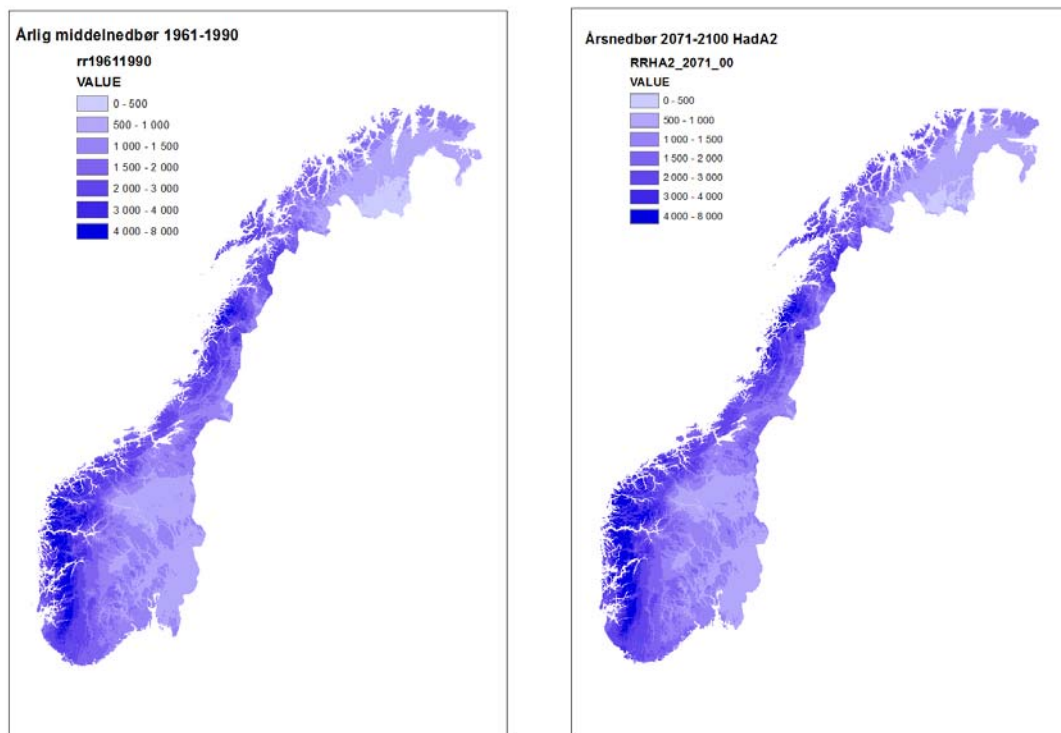 Årlig middelnedbør 1961-1990
rr19611990
VALUE
0 - 500
500 - 1 000
1 000 - 1 500
1 500 - 2 000
2 000 - 3 000
3 000 - 4 000
4 000 - 8 000
Årsnedbør 2071-2100 HadA2
RRHA2_2071_00
VALUE
0 - 500
500 - 1 000
1 000 - 1 500
1 500 - 2 000
2 000 - 3 000
3 000 - 4 000
4 000 - 8 000